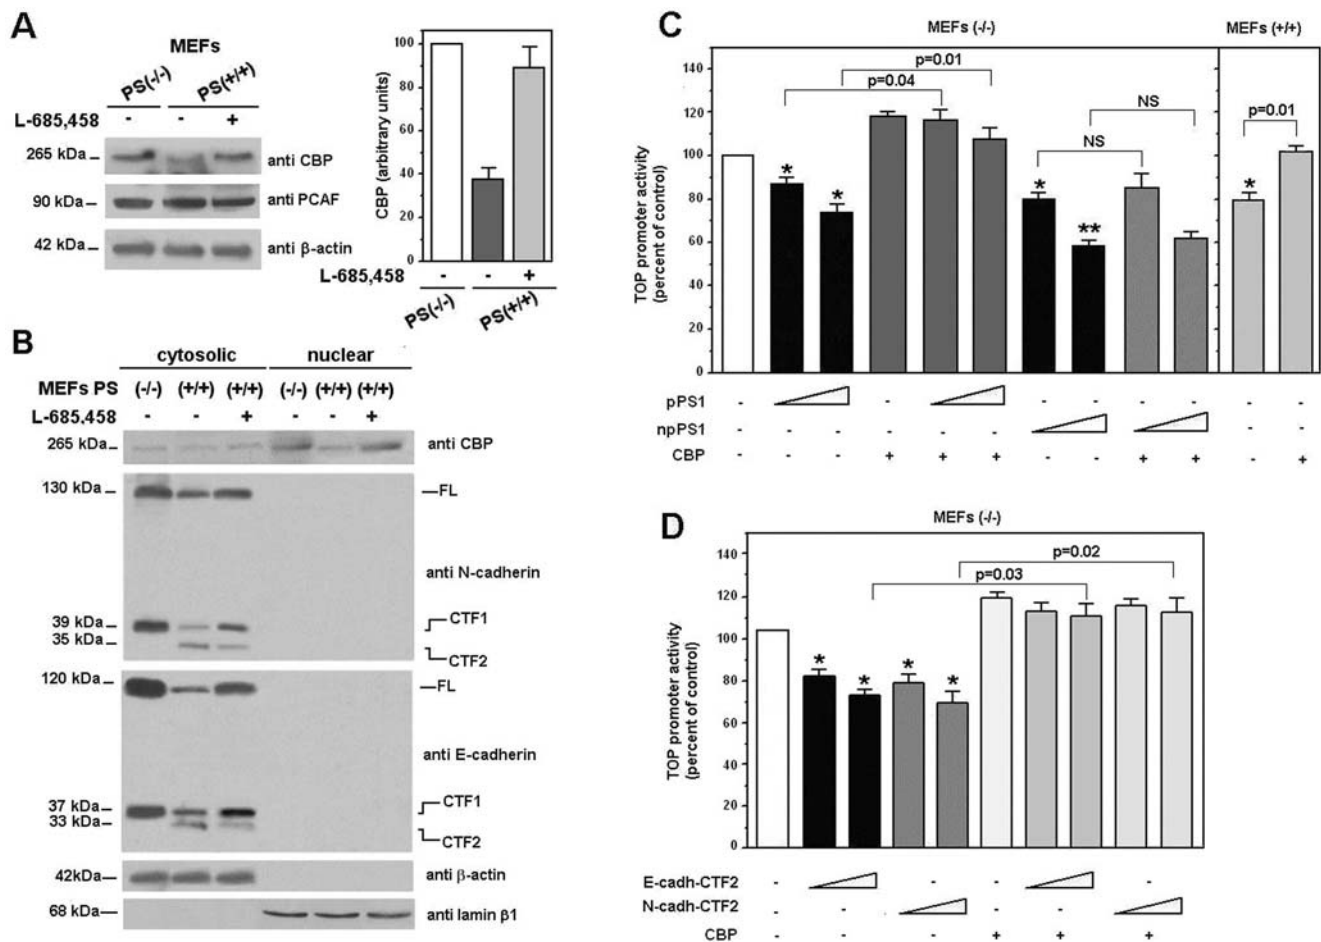 A
MEFs
PS(-/-)
PS(+/+)
L-685,458 - - +
265 kDa
anti CBP
90 kDa
anti PCAF
42 kDa
anti β-actin
CBP (arbitrary units)
100
80
60
40
20
0
L-685,458 - - +
PS(-/-)
PS(+/+)
B
cytosolic nuclear
MEFs PS (-/-) (+/+) (+/+) (-/-) (+/+) (+/+)
L-685,458 - - + - - +
265 kDa
anti CBP
130 kDa
FL
anti N-cadherin
39 kDa
CTF1
35 kDa
CTF2
120 kDa
FL
anti E-cadherin
37 kDa
CTF1
33 kDa
CTF2
42kDa
anti β-actin
68 kDa
anti lamin β1
C
MEFs (-/-)
MEFs (+/+)
TOP promoter activity
(percent of control)
140
120
100
80
60
40
20
0
p=0.01
p=0.04
NS
NS
p=0.01
* * * ** *
pPS1 - - - - - - - -
npPS1 - - - - - - - -
CBP - - - + + + - - + + - +
D
MEFs (-/-)
TOP promoter activity
(percent of control)
140
120
100
80
60
40
20
0
p=0.02
p=0.03
* * * *
E-cadh-CTF2 - - - -
N-cadh-CTF2 - - - -
CBP - - - + + +